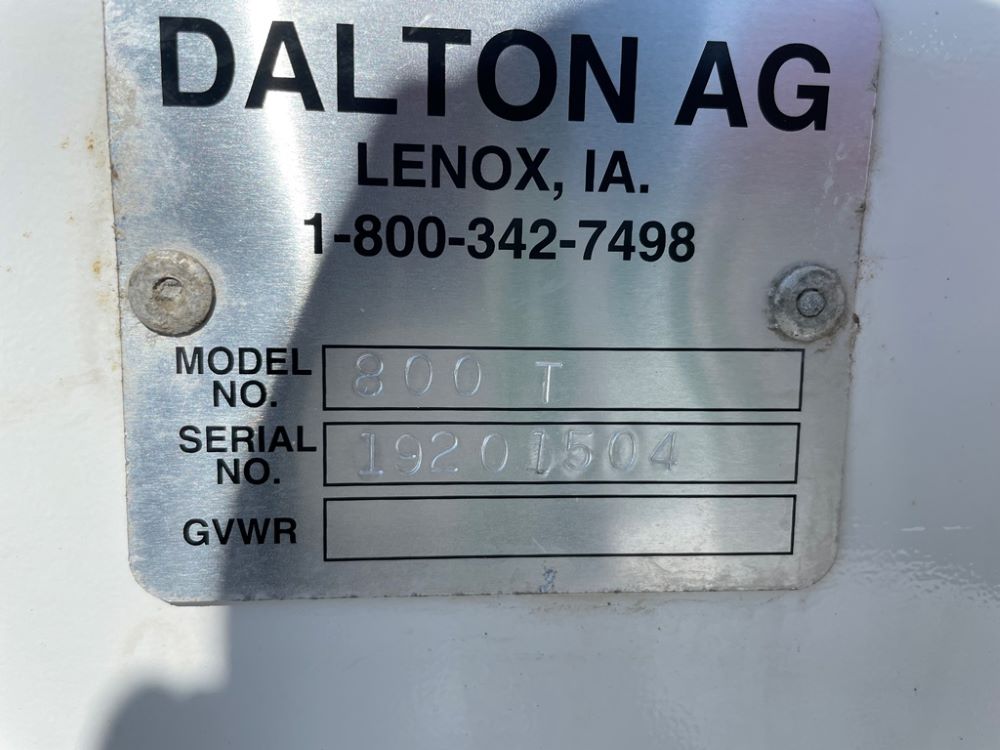 DALTON AG
LENOX, IA.
1-800-342-7498
MODEL NO. 800 T
SERIAL NO. 19201504
GVWR